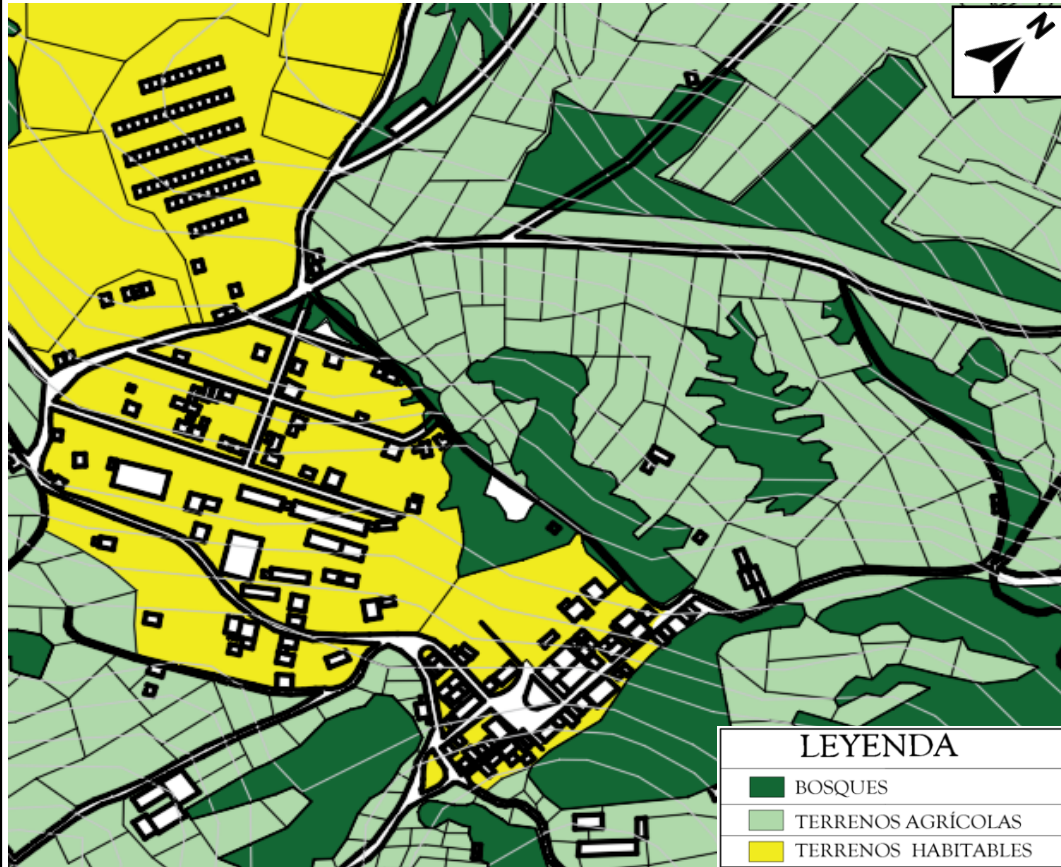 N
LEYENDA
BOSQUES
TERRENOS AGRÍCOLAS
TERRENOS HABITABLES